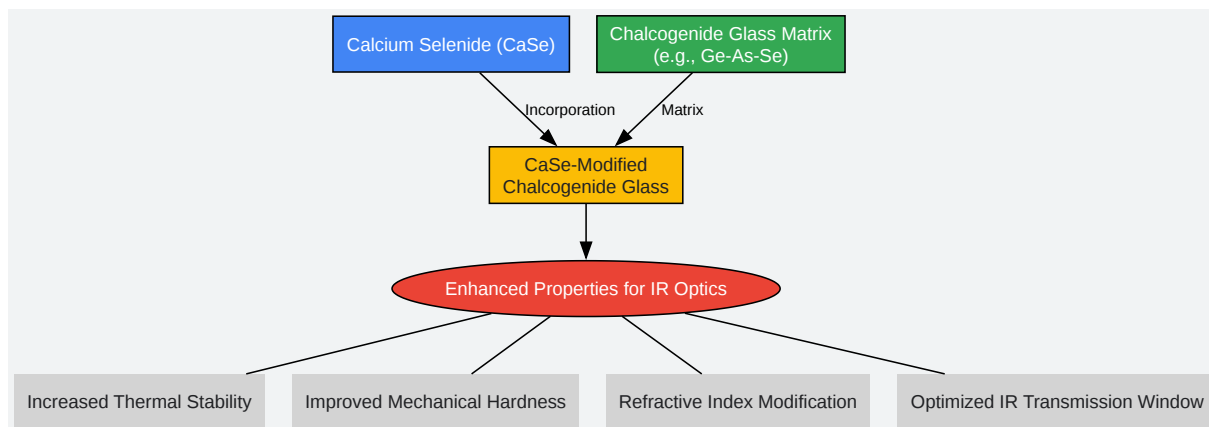 Calcium Selenide (CaSe)
Chalcogenide Glass Matrix
(e.g., Ge-As-Se)
Incorporation
Matrix
CaSe-Modified
Chalcogenide Glass
Enhanced Properties for IR Optics
Increased Thermal Stability
Improved Mechanical Hardness
Refractive Index Modification
Optimized IR Transmission Window